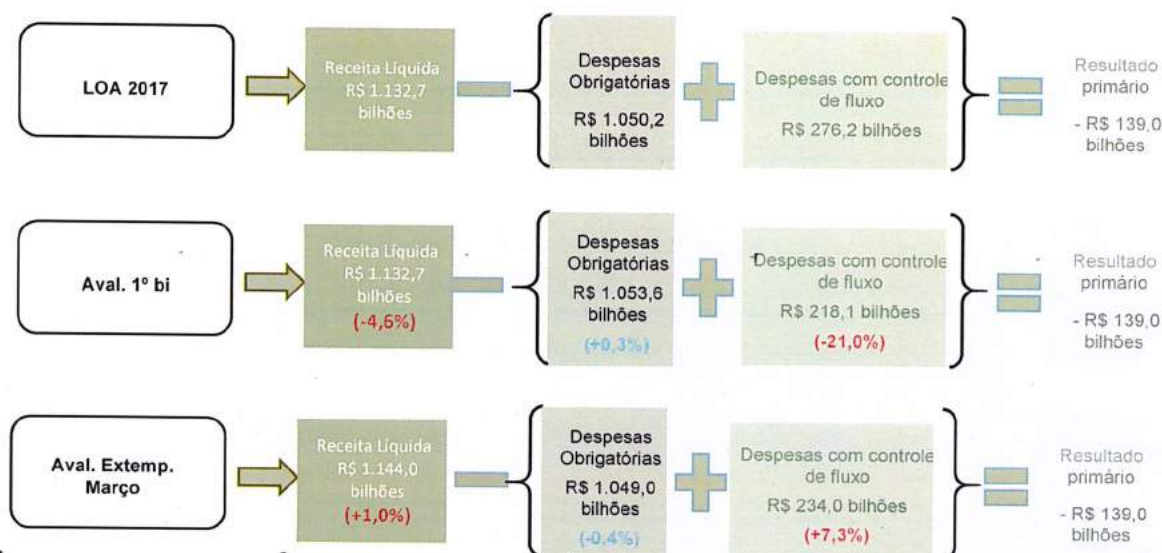 LOA 2017
Receita Líquida
R$ 1.132,7
bilhões
Despesas
Obrigatórias
R$ 1.050,2
bilhões
Despesas com controle
de fluxo
R$ 276,2 bilhões
Resultado
primário
- R$ 139,0
bilhões
Aval. 1º bi
Receita Líquida
R$ 1.132,7
bilhões
(-4,6%)
Despesas
Obrigatórias
R$ 1.053,6
bilhões
(+0,3%)
Despesas com controle
de fluxo
R$ 218,1 bilhões
(-21,0%)
Resultado
primário
- R$ 139,0
bilhões
Aval. Extemp.
Março
Receita Líquida
R$ 1.144,0
bilhões
(+1,0%)
Despesas
Obrigatórias
R$ 1.049,0
bilhões
(-0,4%)
Despesas com controle
de fluxo
R$ 234,0 bilhões
(+7,3%)
Resultado
primário
- R$ 139,0
bilhões